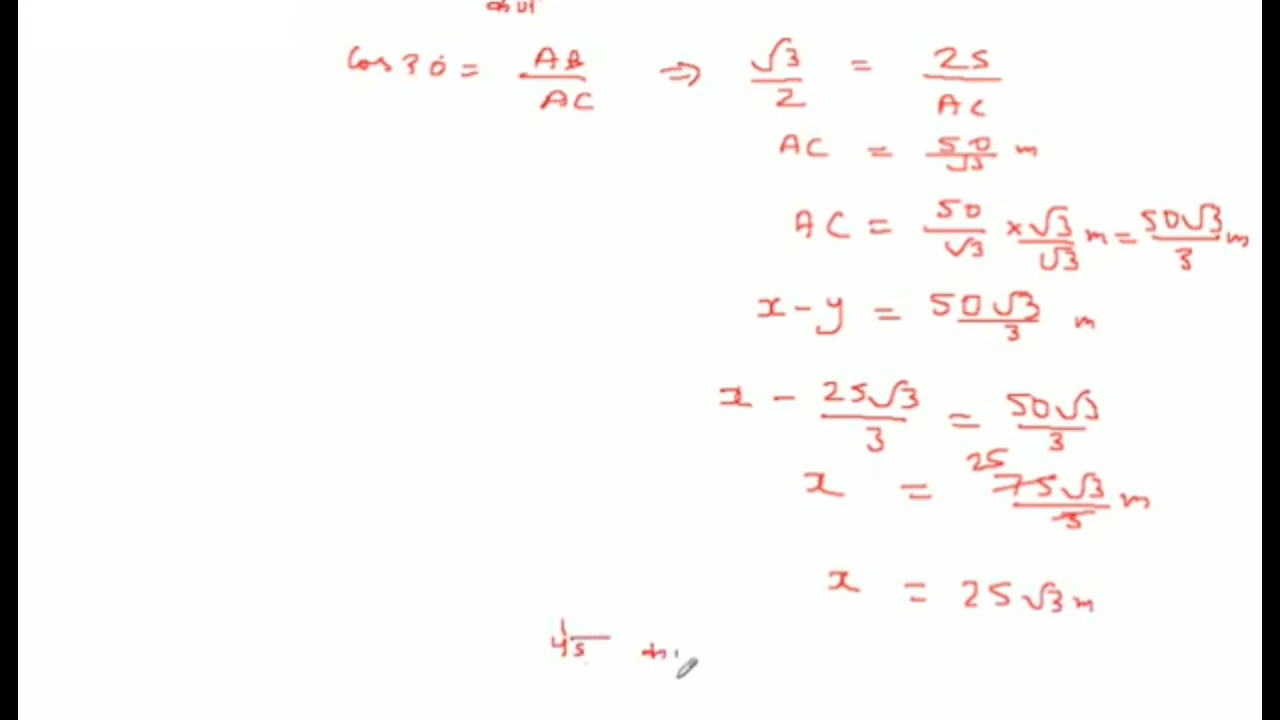 Cos 30 = AB/AC ⇒ √3/2 = 25/AC
AC = 50/√3 m
AC = 50/√3 × √3/√3 m = 50√3/3 m
x - y = 50√3/3 m
x - 25√3/3 = 50√3/3
25
x = 75√3/3 m
x = 25√3 m